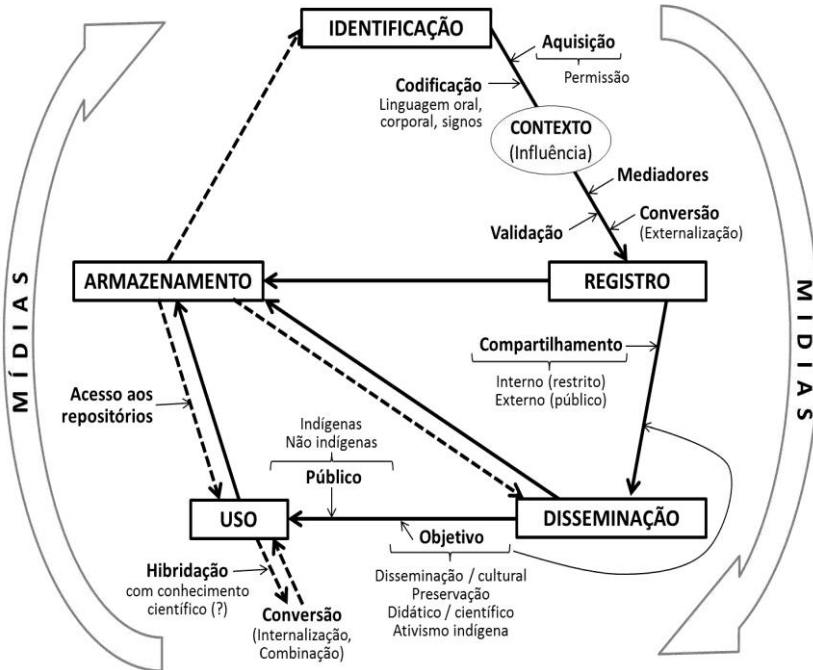 IDENTIFICAÇÃO
Aquisição
Permissão
Codificação
Linguagem oral,
corporal, signos
CONTEXTO
(Influência)
Mediadores
Validação
Conversão
(Externalização)
ARMAZENAMENTO
REGISTRO
MÍDIAS
MIDIAS
Compartilhamento
Interno (restrito)
Externo (público)
Acesso aos
repositórios
Indígenas
Não indígenas
Público
USO
DISSEMINAÇÃO
Objetivo
Disseminação / cultural
Preservação
Didático / científico
Ativismo indígena
Hibridação
com conhecimento
científico (?)
Conversão
(Internalização,
Combinação)